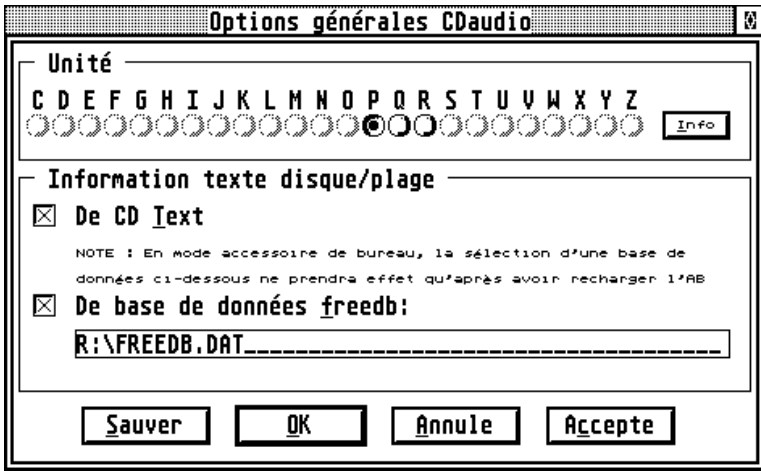 Options générales CDaudio
Unité
C D E F G H I J K L M N O P Q R S T U V W X Y Z
Info
Information texte disque/plage
De CD Text
NOTE : En mode accessoire de bureau, la sélection d'une base de
données ci-dessous ne prendra effet qu'après avoir recharger l'AB
De base de données freedb:
R:\FREEDB.DAT
Sauver OK Annule Accepte